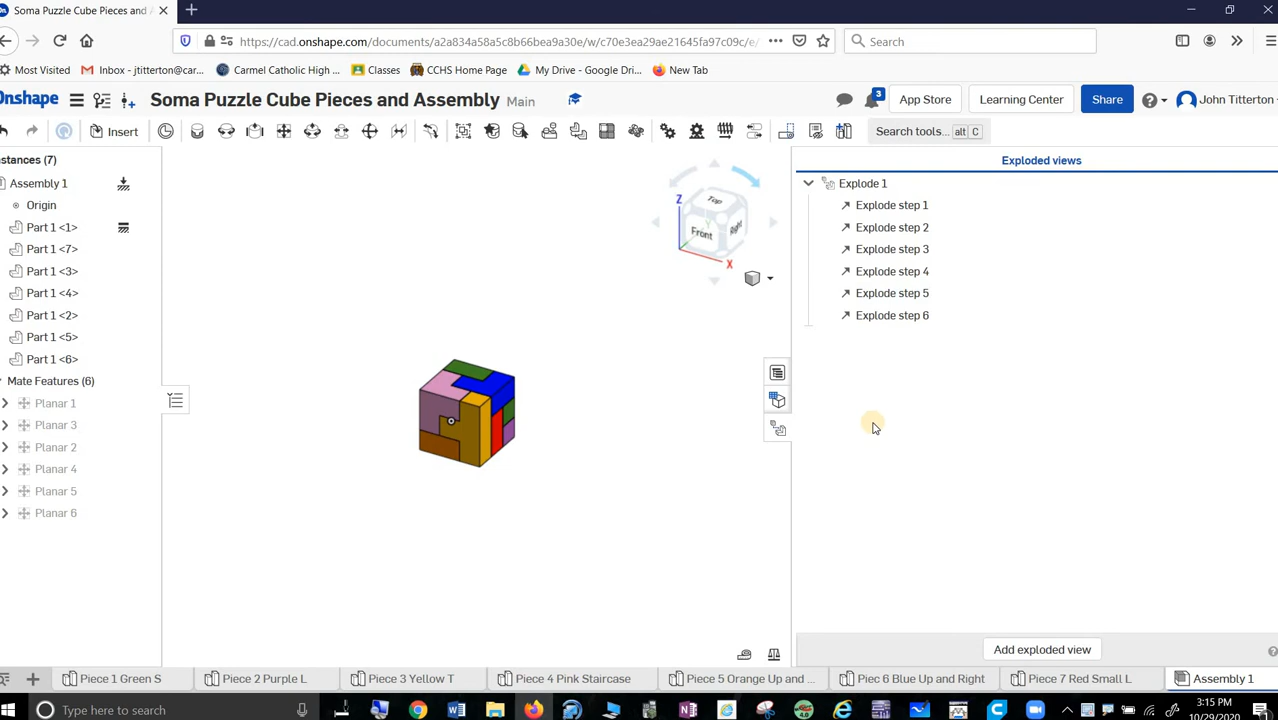 Soma Puzzle Cube Pieces and
https://cad.onshape.com/documents/a2a834a58a5c8b66bea9a30e/w/c70e3ea29ae21645fa97c09c/e/
Search
Most Visited
Inbox - jtitterton@car...
Carmel Catholic High ...
Classes
CCHS Home Page
My Drive - Google Dri...
New Tab
Onshape
Soma Puzzle Cube Pieces and Assembly Main
3
App Store
Learning Center
Share
John Titterton
Insert
Search tools... alt C
nstances (7)
Assembly 1
Origin
Part 1 <1>
Part 1 <7>
Part 1 <3>
Part 1 <4>
Part 1 <2>
Part 1 <5>
Part 1 <6>
Mate Features (6)
Planar 1
Planar 3
Planar 2
Planar 4
Planar 5
Planar 6
Z
Top
Y
Front
Right
X
Exploded views
Explode 1
Explode step 1
Explode step 2
Explode step 3
Explode step 4
Explode step 5
Explode step 6
Add exploded view
Piece 1 Green S
Piece 2 Purple L
Piece 3 Yellow T
Piece 4 Pink Staircase
Piece 5 Orange Up and ...
Piec 6 Blue Up and Right
Piece 7 Red Small L
Assembly 1
Type here to search
3:15 PM
10/29/2020